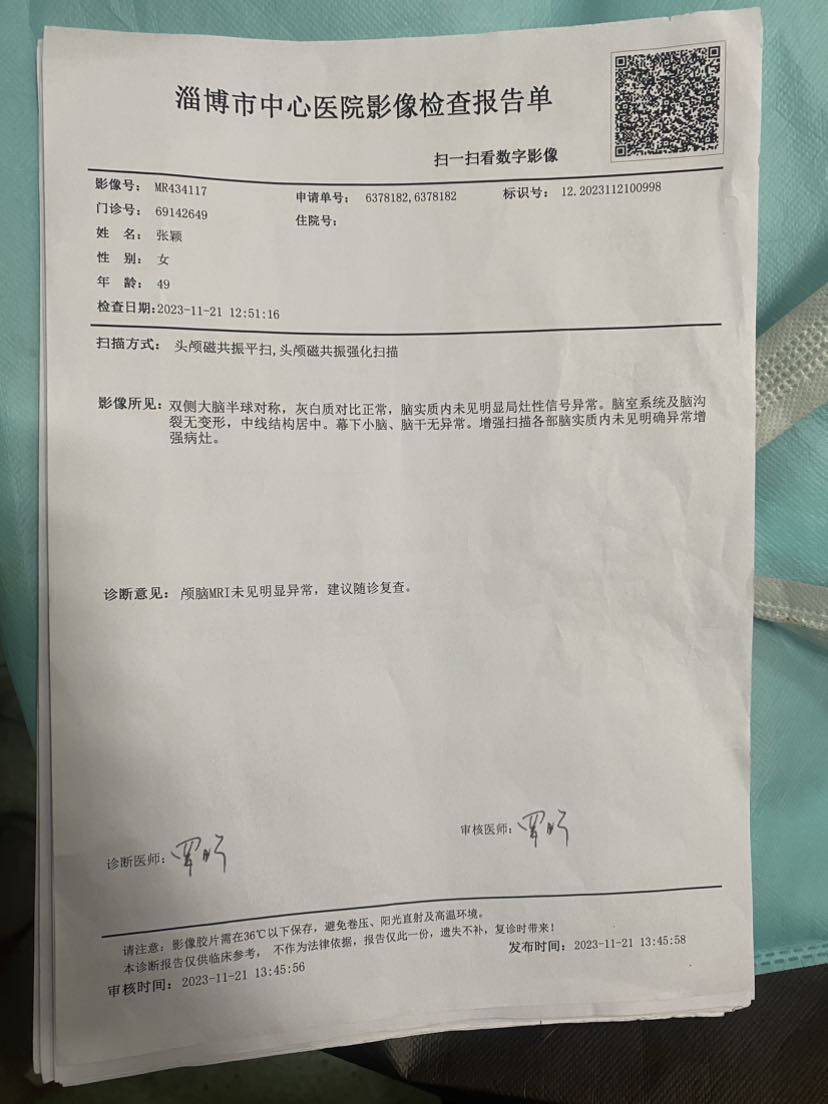 淄博市中心医院影像检查报告单
扫一扫看数字影像
影像号: MR434117
申请单号: 6378182,6378182
标识号: 12.2023112100998
门诊号: 69142649
住院号:
姓 名: 张颖
性 别: 女
年 龄: 49
检查日期:2023-11-21 12:51:16
扫描方式: 头颅磁共振平扫,头颅磁共振强化扫描
影像所见: 双侧大脑半球对称，灰白质对比正常，脑实质内未见明显局灶性信号异常。脑室系统及脑沟
裂无变形，中线结构居中。幕下小脑、脑干无异常。增强扫描各部脑实质内未见明确异常增
强病灶。
诊断意见: 颅脑MRI未见明显异常，建议随诊复查。
诊断医师:
审核医师:
请注意: 影像胶片需在36℃以下保存，避免卷压、阳光直射及高温环境。
本诊断报告仅供临床参考， 不作为法律依据，报告仅此一份，遗失不补，复诊时带来！
审核时间: 2023-11-21 13:45:56
发布时间: 2023-11-21 13:45:58